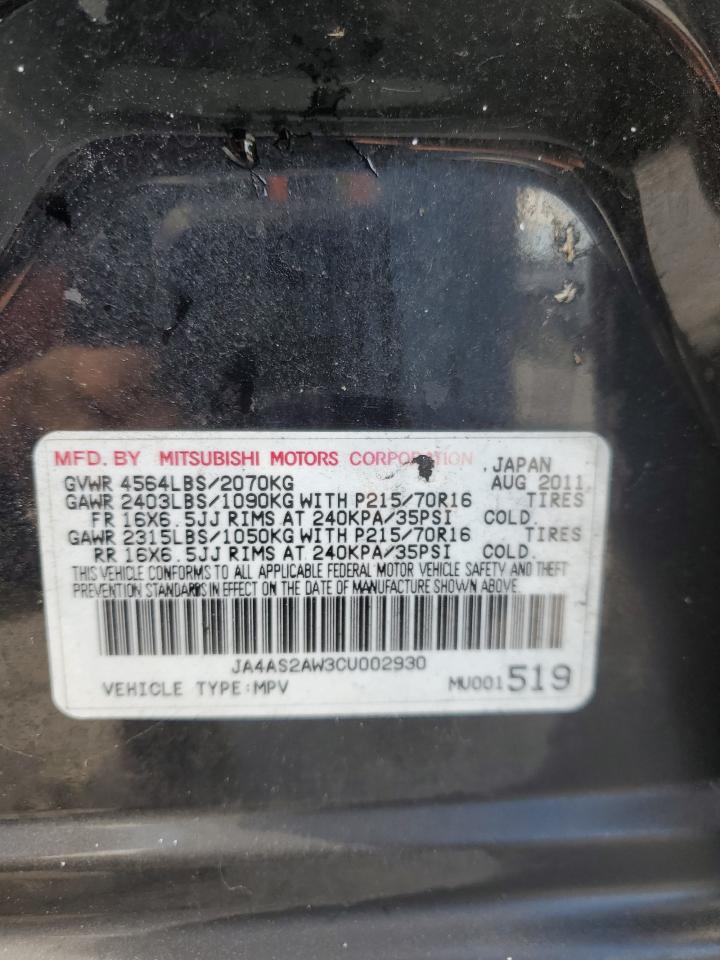 MFD. BY MITSUBISHI MOTORS CORPORATION , JAPAN
GVWR 4564LBS/2070KG AUG 2011
GAWR 2403LBS/1090KG WITH P215/70R16 TIRES
FR 16X6.5JJ RIMS AT 240KPA/35PSI COLD.
GAWR 2315LBS/1050KG WITH P215/70R16 TIRES
RR 16X6.5JJ RIMS AT 240KPA/35PSI COLD.
THIS VEHICLE CONFORMS TO ALL APPLICABLE FEDERAL MOTOR VEHICLE SAFETY AND THEFT
PREVENTION STANDARDS IN EFFECT ON THE DATE OF MANUFACTURE SHOWN ABOVE.
JA4AS2AW3CU002930
VEHICLE TYPE:MPV MU001519